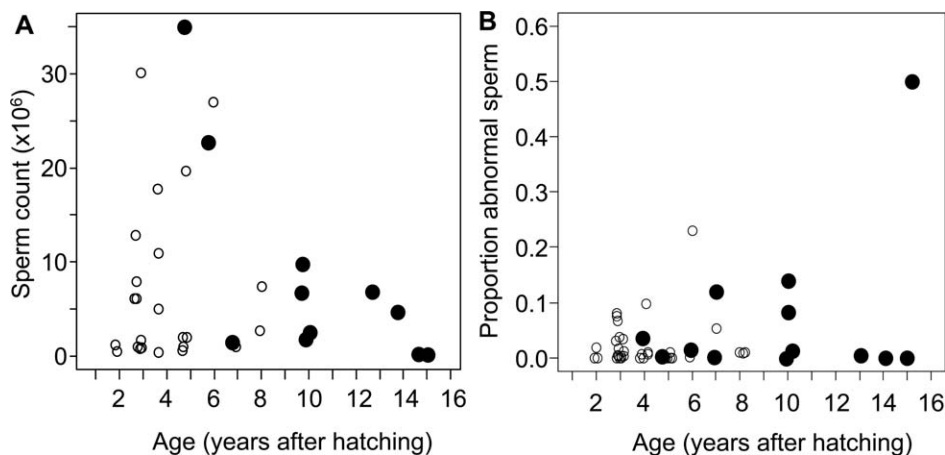 A
Sperm count (x10⁶)
30
20
10
0
2 4 6 8 10 12 14 16
Age (years after hatching)
B
Proportion abnormal sperm
0.6
0.5
0.4
0.3
0.2
0.1
0.0
2 4 6 8 10 12 14 16
Age (years after hatching)